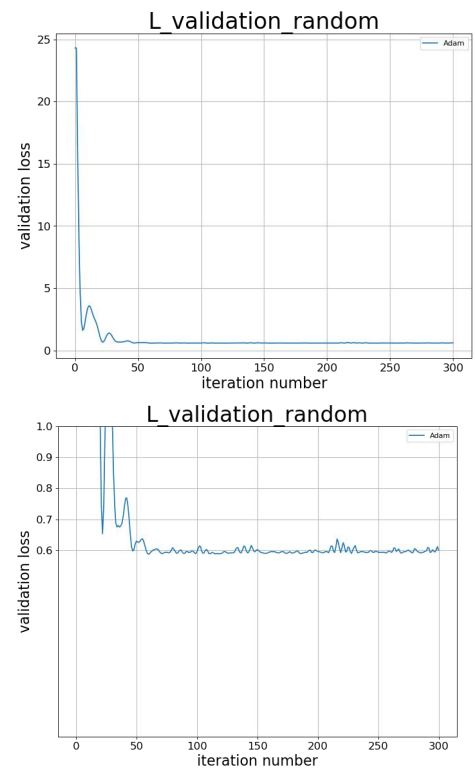 L_validation_random
Adam
validation loss
25
20
15
10
5
0
0 50 100 150 200 250 300
iteration number
L_validation_random
Adam
validation loss
1.0
0.9
0.8
0.7
0.6
0 50 100 150 200 250 300
iteration number